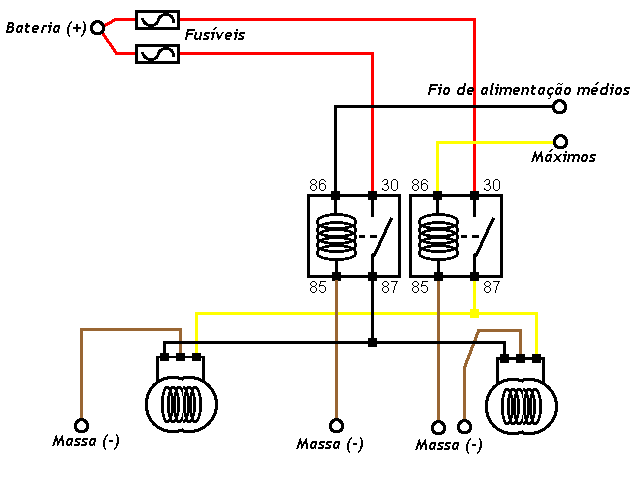 Bateria (+)
Fusíveis
Fio de alimentação médios
Máximos
86 30 86 30
85 87 85 87
Massa (-)
Massa (-)
Massa (-)